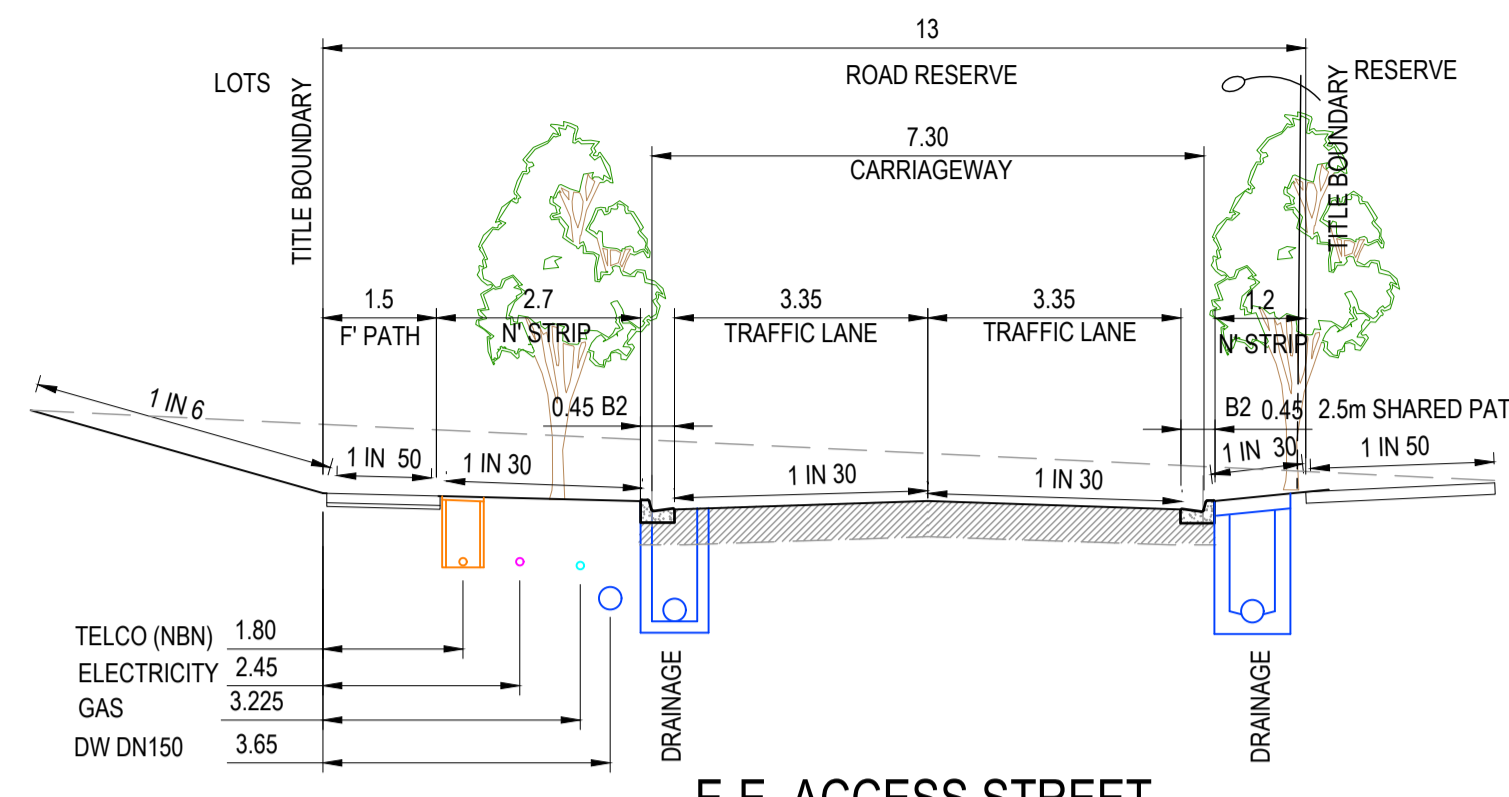 13
LOTS
TITLE BOUNDARY
ROAD RESERVE
TITLE BOUNDARY
RESERVE
7.30
CARRIAGEWAY
1.5
2.7
3.35
3.35
1.2
F' PATH
N' STRIP
TRAFFIC LANE
TRAFFIC LANE
N' STRIP
1 IN 6
0.45 B2
B2 0.45
2.5m SHARED PAT
1 IN 50
1 IN 30
1 IN 30
1 IN 30
1 IN 30
1 IN 50
TELCO (NBN) 1.80
ELECTRICITY 2.45
GAS 3.225
DW DN150 3.65
DRAINAGE
DRAINAGE
ACCESS STREET